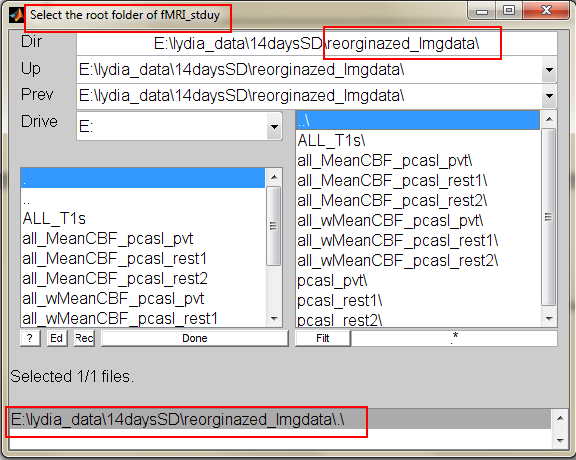 Select the root folder of fMRI_stduy
Dir E:\lydia_data\14daysSD\reorginazed_Imgdata\
Up E:\lydia_data\14daysSD\reorginazed_Imgdata\
Prev E:\lydia_data\14daysSD\reorginazed_Imgdata\
Drive E:
.
..
ALL_T1s
all_MeanCBF_pcasl_pvt
all_MeanCBF_pcasl_rest1
all_MeanCBF_pcasl_rest2
all_wMeanCBF_pcasl_pvt
all_wMeanCBF_pcasl_rest1
..\
ALL_T1s\
all_MeanCBF_pcasl_pvt\
all_MeanCBF_pcasl_rest1\
all_MeanCBF_pcasl_rest2\
all_wMeanCBF_pcasl_pvt\
all_wMeanCBF_pcasl_rest1\
all_wMeanCBF_pcasl_rest2\
pcasl_pvt\
pcasl_rest1\
pcasl_rest2\
? Ed Rec Done Filt .*
Selected 1/1 files.
E:\lydia_data\14daysSD\reorginazed_Imgdata\.\